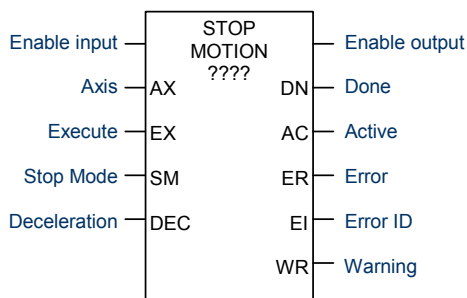 STOP
MOTION
????
Enable input
Enable output
Axis AX DN Done
Execute EX AC Active
Stop Mode SM ER Error
Deceleration DEC EI Error ID
WR Warning